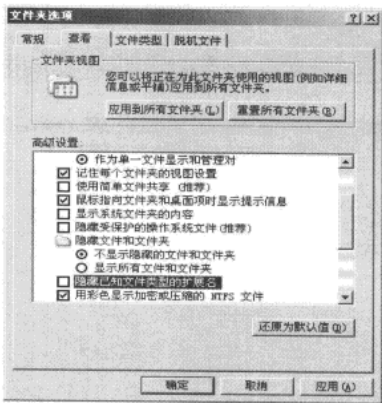 文件夹选项
常规 查看 文件类型 脱机文件
文件夹视图
您可以将正在为此文件夹使用的视图(例如详细
信息或平铺)应用到所有文件夹。
应用到所有文件夹(L) 重置所有文件夹(R)
高级设置:
作为单一文件显示和管理对
记住每个文件夹的视图设置
使用简单文件共享 (推荐)
鼠标指向文件夹和桌面项时显示提示信息
显示系统文件夹的内容
隐藏受保护的操作系统文件(推荐)
隐藏文件和文件夹
不显示隐藏的文件和文件夹
显示所有文件和文件夹
隐藏已知文件类型的扩展名
用彩色显示加密或压缩的 NTFS 文件
还原为默认值(D)
确定 取消 应用(A)